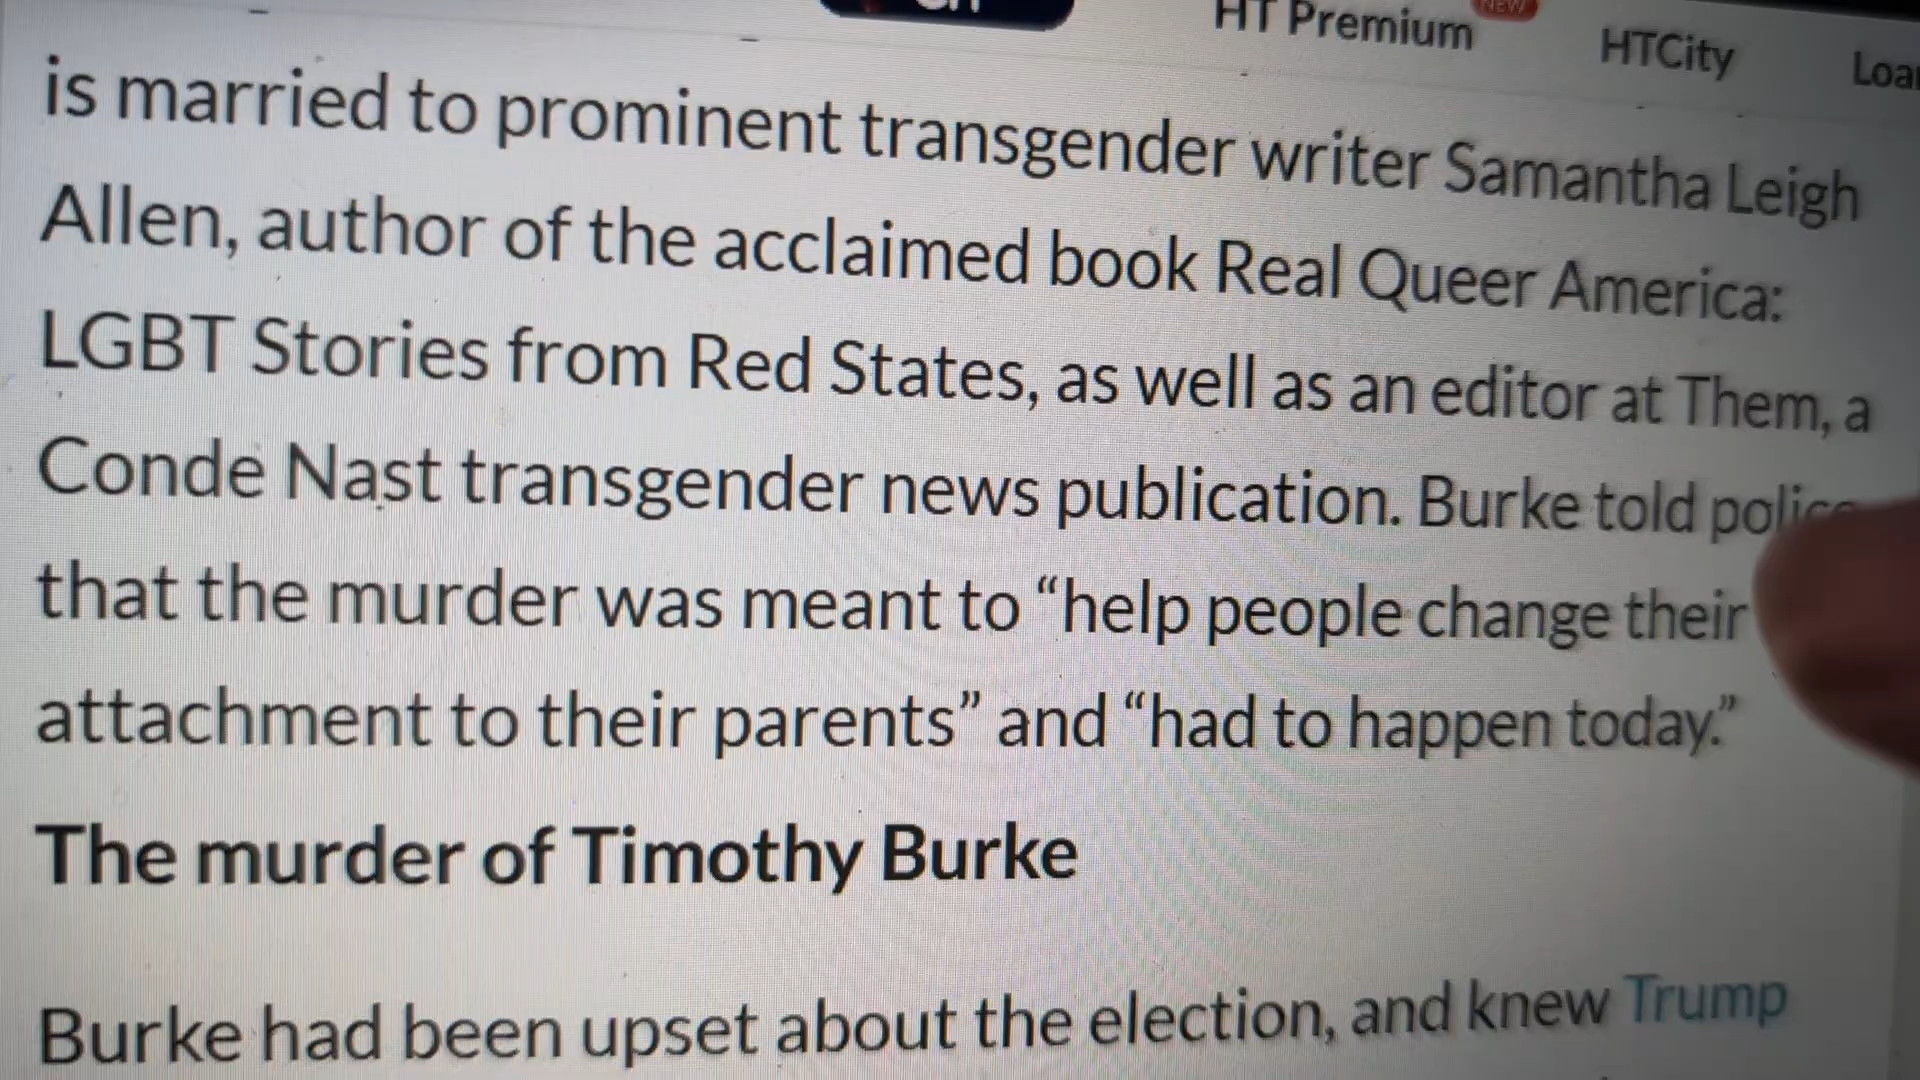 HT Premium
NEW
HTCity
is married to prominent transgender writer Samantha Leigh
Allen, author of the acclaimed book Real Queer America:
LGBT Stories from Red States, as well as an editor at Them, a
Conde Nast transgender news publication. Burke told police
that the murder was meant to “help people change their
attachment to their parents” and “had to happen today.”
The murder of Timothy Burke
Burke had been upset about the election, and knew Trump